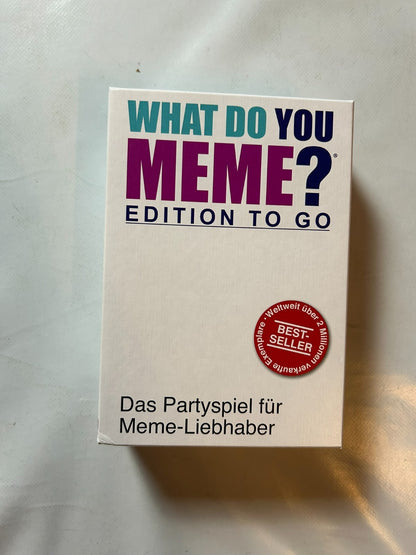 WHAT DO YOU
MEME?®
EDITION TO GO
Weltweit über 2 Millionen verkaufte Exemplare •
BEST-
SELLER
Das Partyspiel für
Meme-Liebhaber